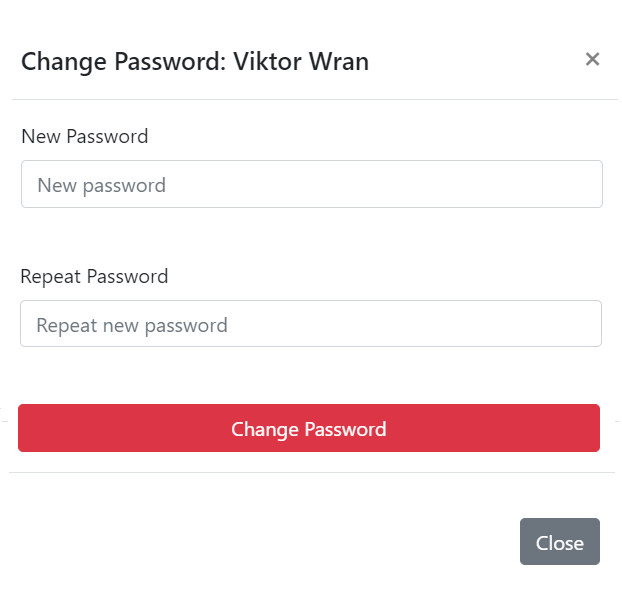 Change Password: Viktor Wran ×
New Password
New password
Repeat Password
Repeat new password
Change Password
Close